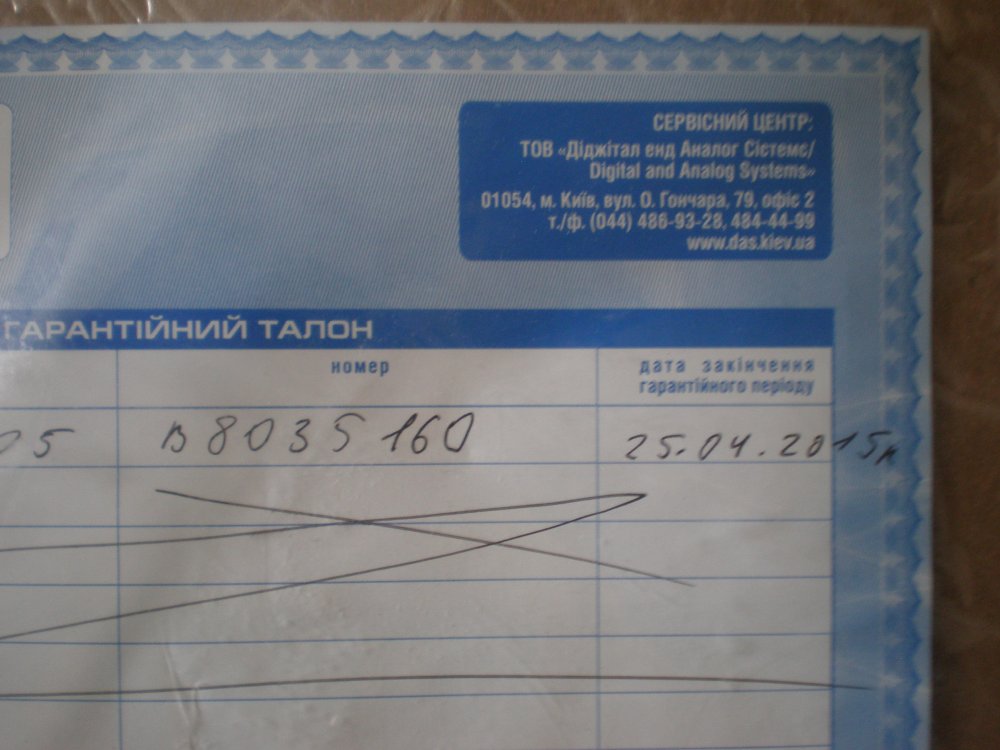 СЕРВІСНИЙ ЦЕНТР:
ТОВ «Діджітал енд Аналог Сістемс/
Digital and Analog Systems»
01054, м. Київ, вул. О. Гончара, 79, офіс 2
т./ф. (044) 486-93-28, 484-44-99
www.das.kiev.ua
ГАРАНТІЙНИЙ ТАЛОН
номер
дата закінчення
гарантійного періоду
05 в8035160 25.04.2015р